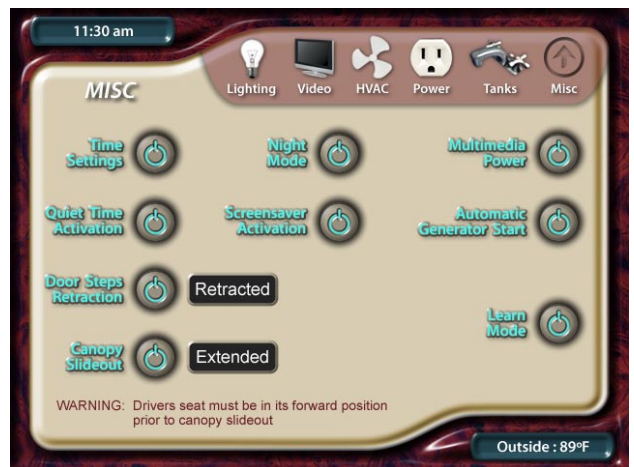 11:30 am
Lighting Video HVAC Power Tanks Misc
MISC
Time
Settings
Night
Mode
Multimedia
Power
Quiet Time
Activation
Screensaver
Activation
Automatic
Generator Start
Door Steps
Retraction
Retracted
Learn
Mode
Canopy
Slideout
Extended
WARNING: Drivers seat must be in its forward position
prior to canopy slideout
Outside : 89ºF